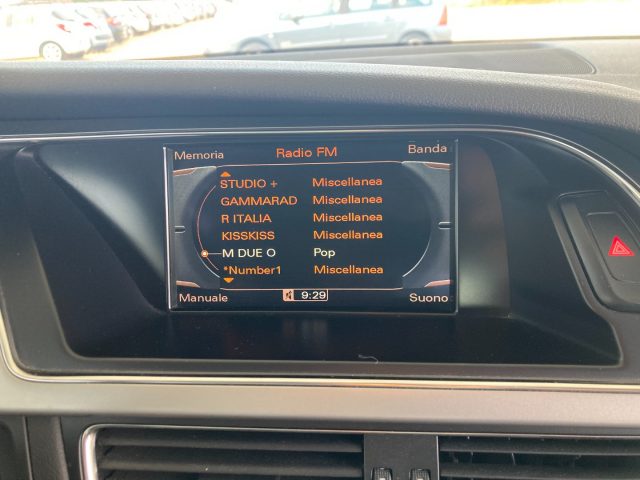 Memoria Radio FM Banda
STUDIO + Miscellanea
GAMMARAD Miscellanea
R ITALIA Miscellanea
KISSKISS Miscellanea
M DUE O Pop
*Number1 Miscellanea
Manuale 9:29 Suono